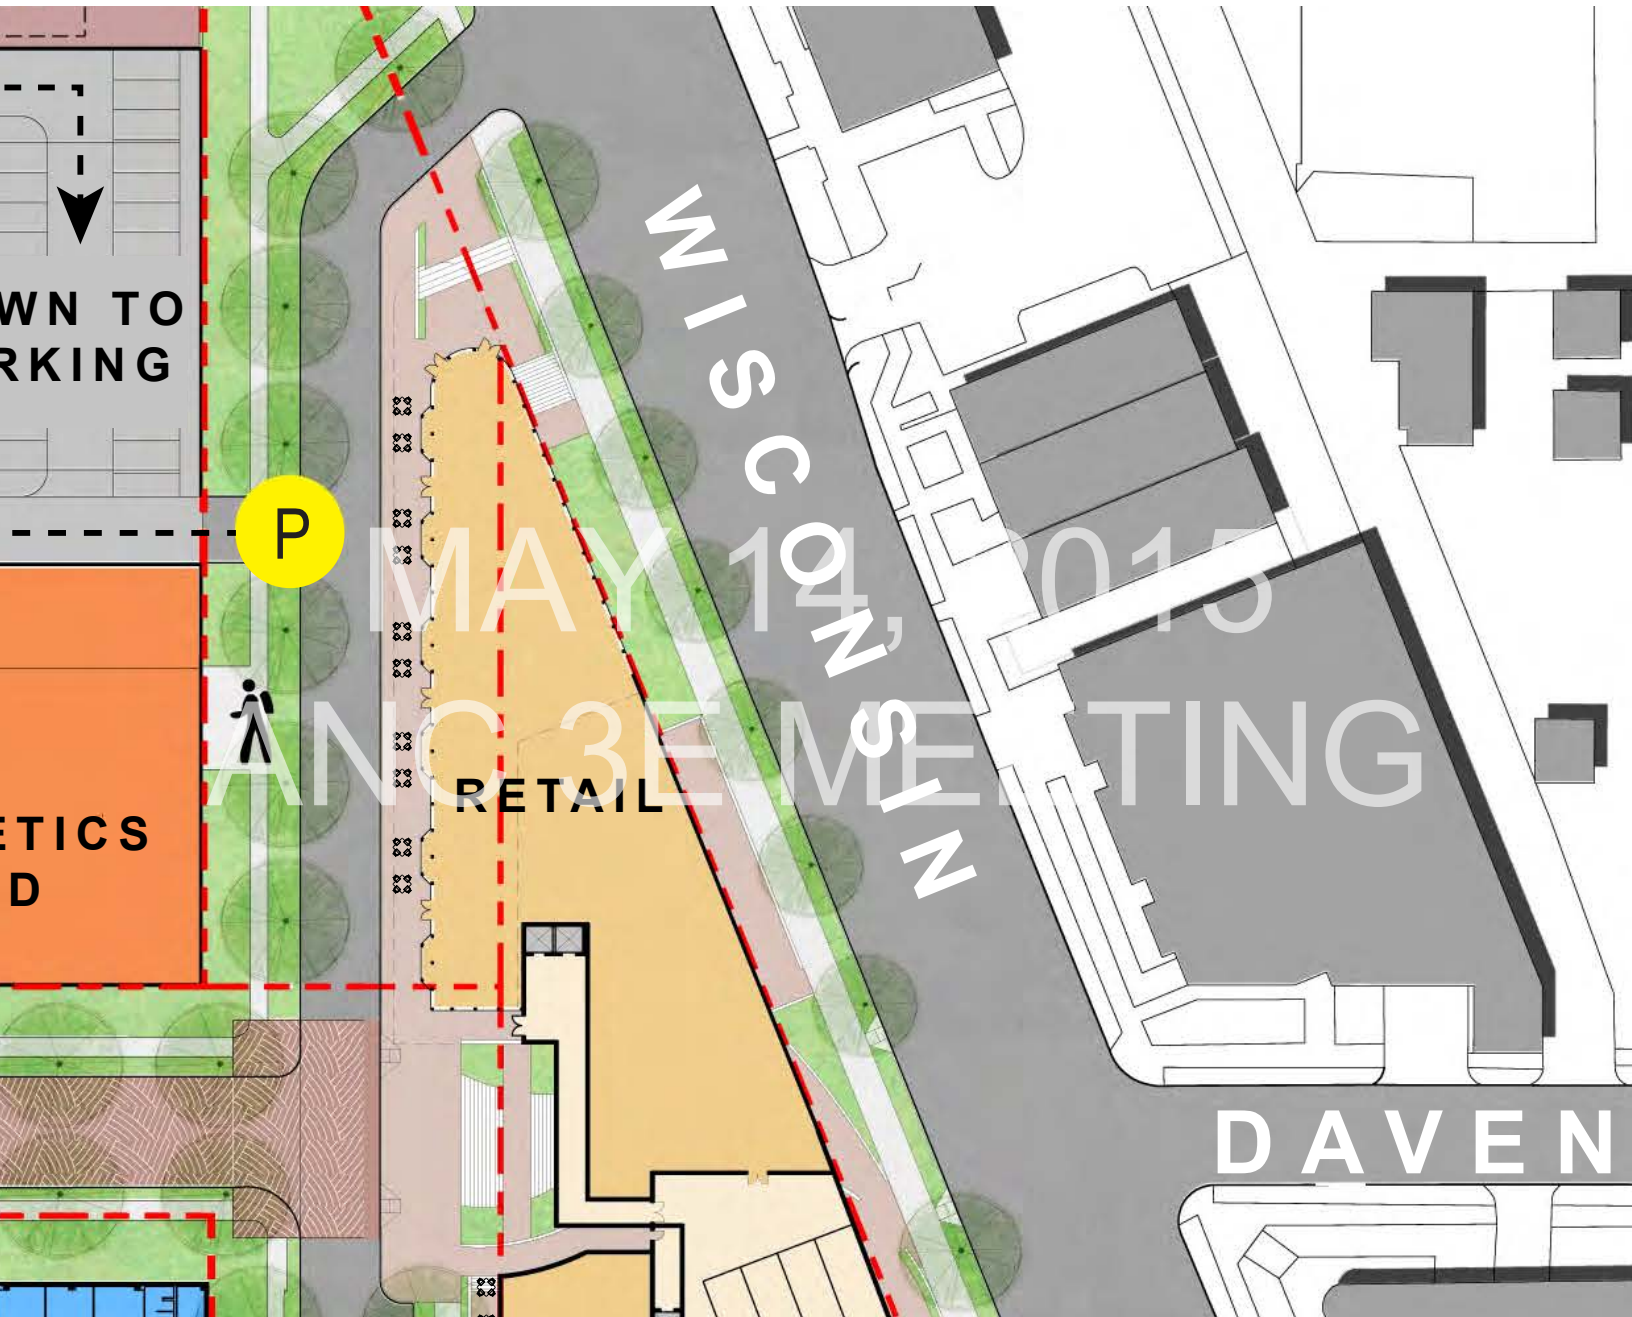 WN TO
RKING
P
WISCONSIN
MAY 14, 2015
ANC 3E MEETING
RETAIL
ETICS
D
DAVEN